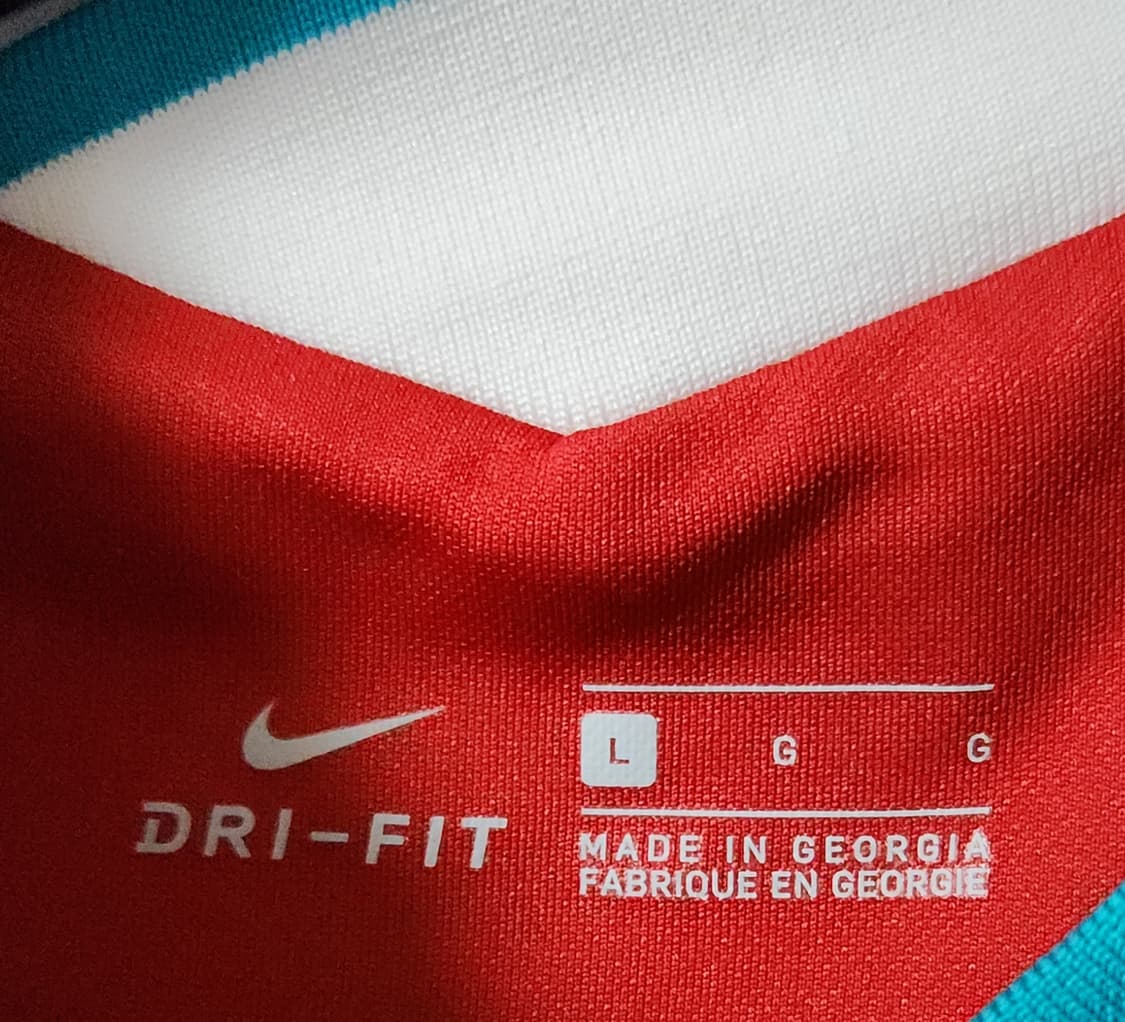 L G G
DRI-FIT
MADE IN GEORGIA
FABRIQUE EN GEORGIE